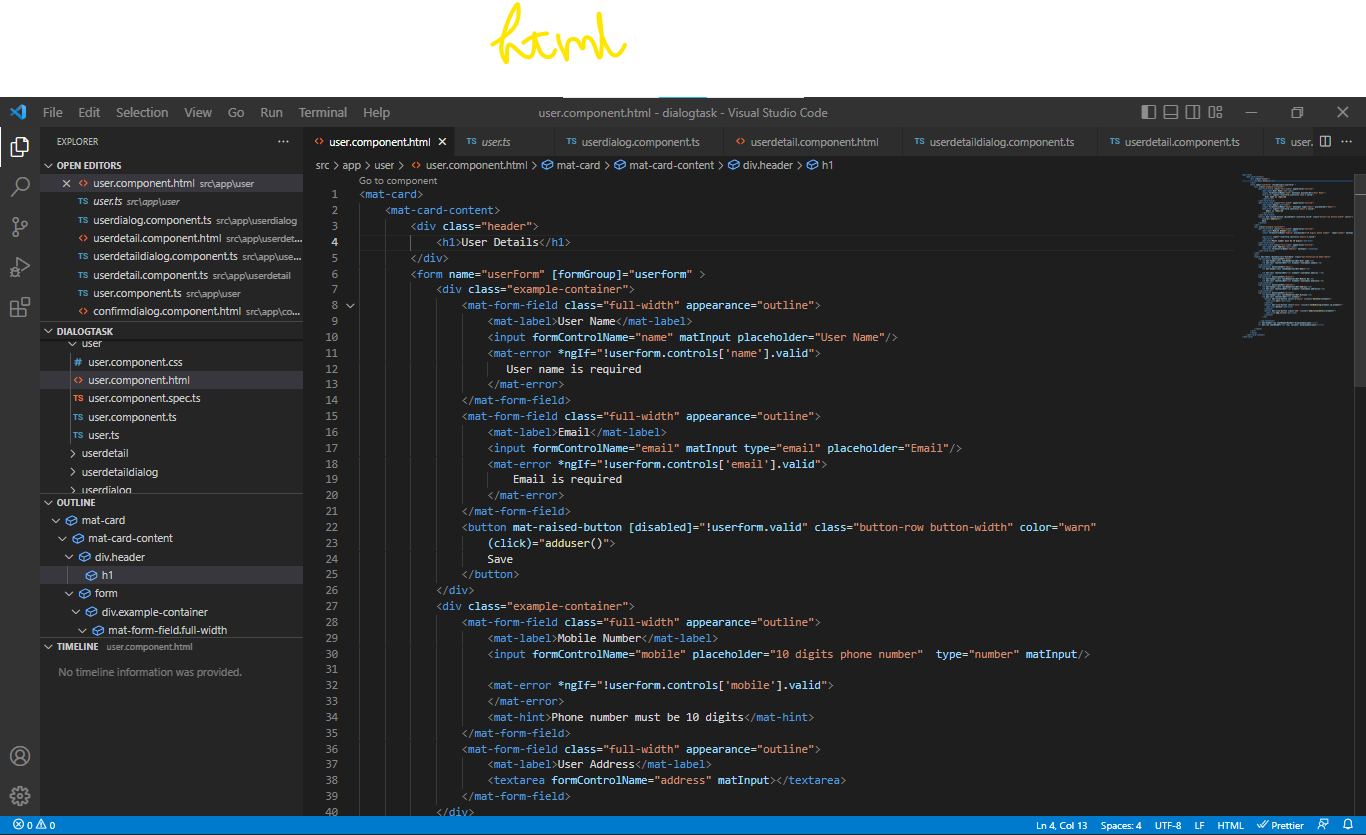 html
File Edit Selection View Go Run Terminal Help
user.component.html - dialogtask - Visual Studio Code
EXPLORER
OPEN EDITORS
user.component.html src\app\user
user.ts src\app\user
userdialog.component.ts src\app\userdialog
userdetail.component.html src\app\userdet...
userdetaildialog.component.ts src\app\use...
userdetail.component.ts src\app\userdetail
user.component.ts src\app\user
confirmdialog.component.html src\app\co...
DIALOGTASK
user
user.component.css
user.component.html
user.component.spec.ts
user.component.ts
user.ts
userdetail
userdetaildialog
userdialog
OUTLINE
mat-card
mat-card-content
div.header
h1
form
div.example-container
mat-form-field.full-width
TIMELINE user.component.html
No timeline information was provided.
user.component.html TS user.ts TS userdialog.component.ts userdetail.component.html TS userdetaildialog.component.ts TS userdetail.component.ts TS user.
src > app > user > user.component.html > mat-card > mat-card-content > div.header > h1
Go to component
1 <mat-card>
2 <mat-card-content>
3 <div class="header">
4 <h1>User Details</h1>
5 </div>
6 <form name="userForm" [formGroup]="userform" >
7 <div class="example-container">
8 <mat-form-field class="full-width" appearance="outline">
9 <mat-label>User Name</mat-label>
10 <input formControlName="name" matInput placeholder="User Name"/>
11 <mat-error *ngIf="!userform.controls['name'].valid">
12 User name is required
13 </mat-error>
14 </mat-form-field>
15 <mat-form-field class="full-width" appearance="outline">
16 <mat-label>Email</mat-label>
17 <input formControlName="email" matInput type="email" placeholder="Email"/>
18 <mat-error *ngIf="!userform.controls['email'].valid">
19 Email is required
20 </mat-error>
21 </mat-form-field>
22 <button mat-raised-button [disabled]="!userform.valid" class="button-row button-width" color="warn"
23 (click)="adduser()">
24 Save
25 </button>
26 </div>
27 <div class="example-container">
28 <mat-form-field class="full-width" appearance="outline">
29 <mat-label>Mobile Number</mat-label>
30 <input formControlName="mobile" placeholder="10 digits phone number" type="number" matInput/>
31
32 <mat-error *ngIf="!userform.controls['mobile'].valid">
33 </mat-error>
34 <mat-hint>Phone number must be 10 digits</mat-hint>
35 </mat-form-field>
36 <mat-form-field class="full-width" appearance="outline">
37 <mat-label>User Address</mat-label>
38 <textarea formControlName="address" matInput></textarea>
39 </mat-form-field>
40 </div>
0 0
Ln 4, Col 13 Spaces: 4 UTF-8 LF HTML Prettier